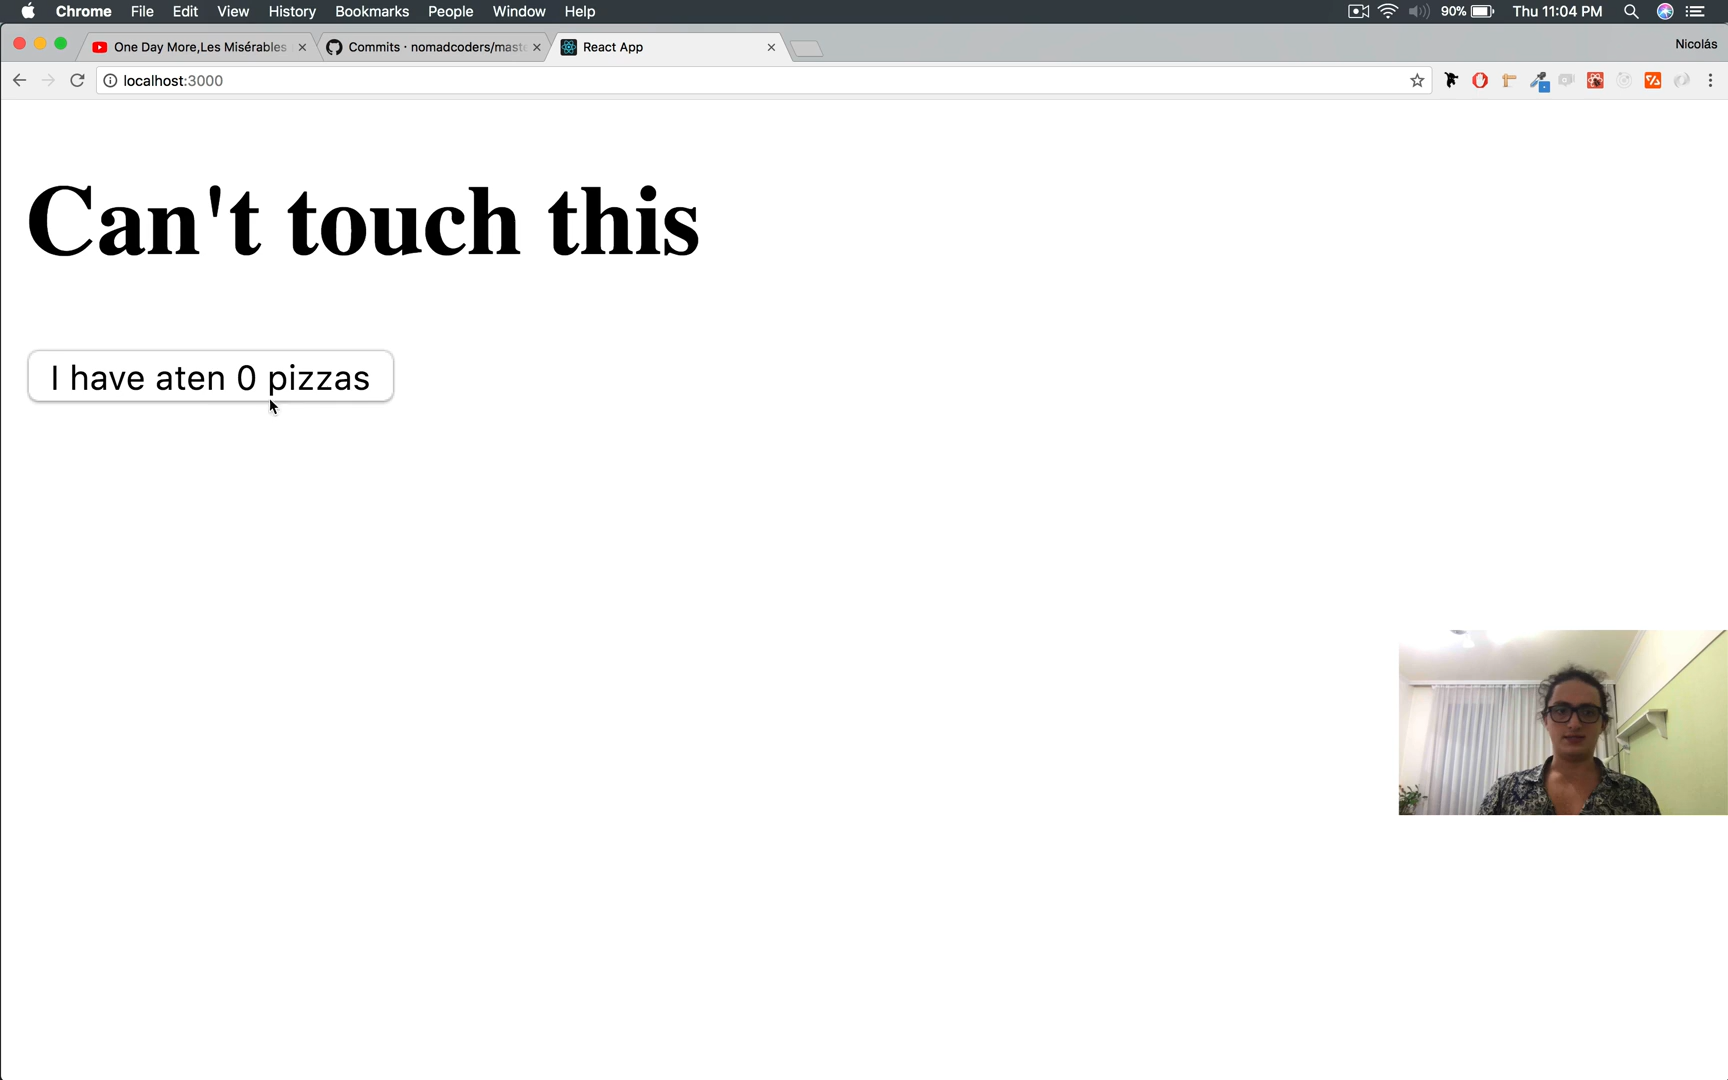 Chrome File Edit View History Bookmarks People Window Help 90% Thu 11:04 PM
One Day More,Les Misérables Commits · nomadcoders/maste React App Nicolás
localhost:3000
Can't touch this
I have aten 0 pizzas